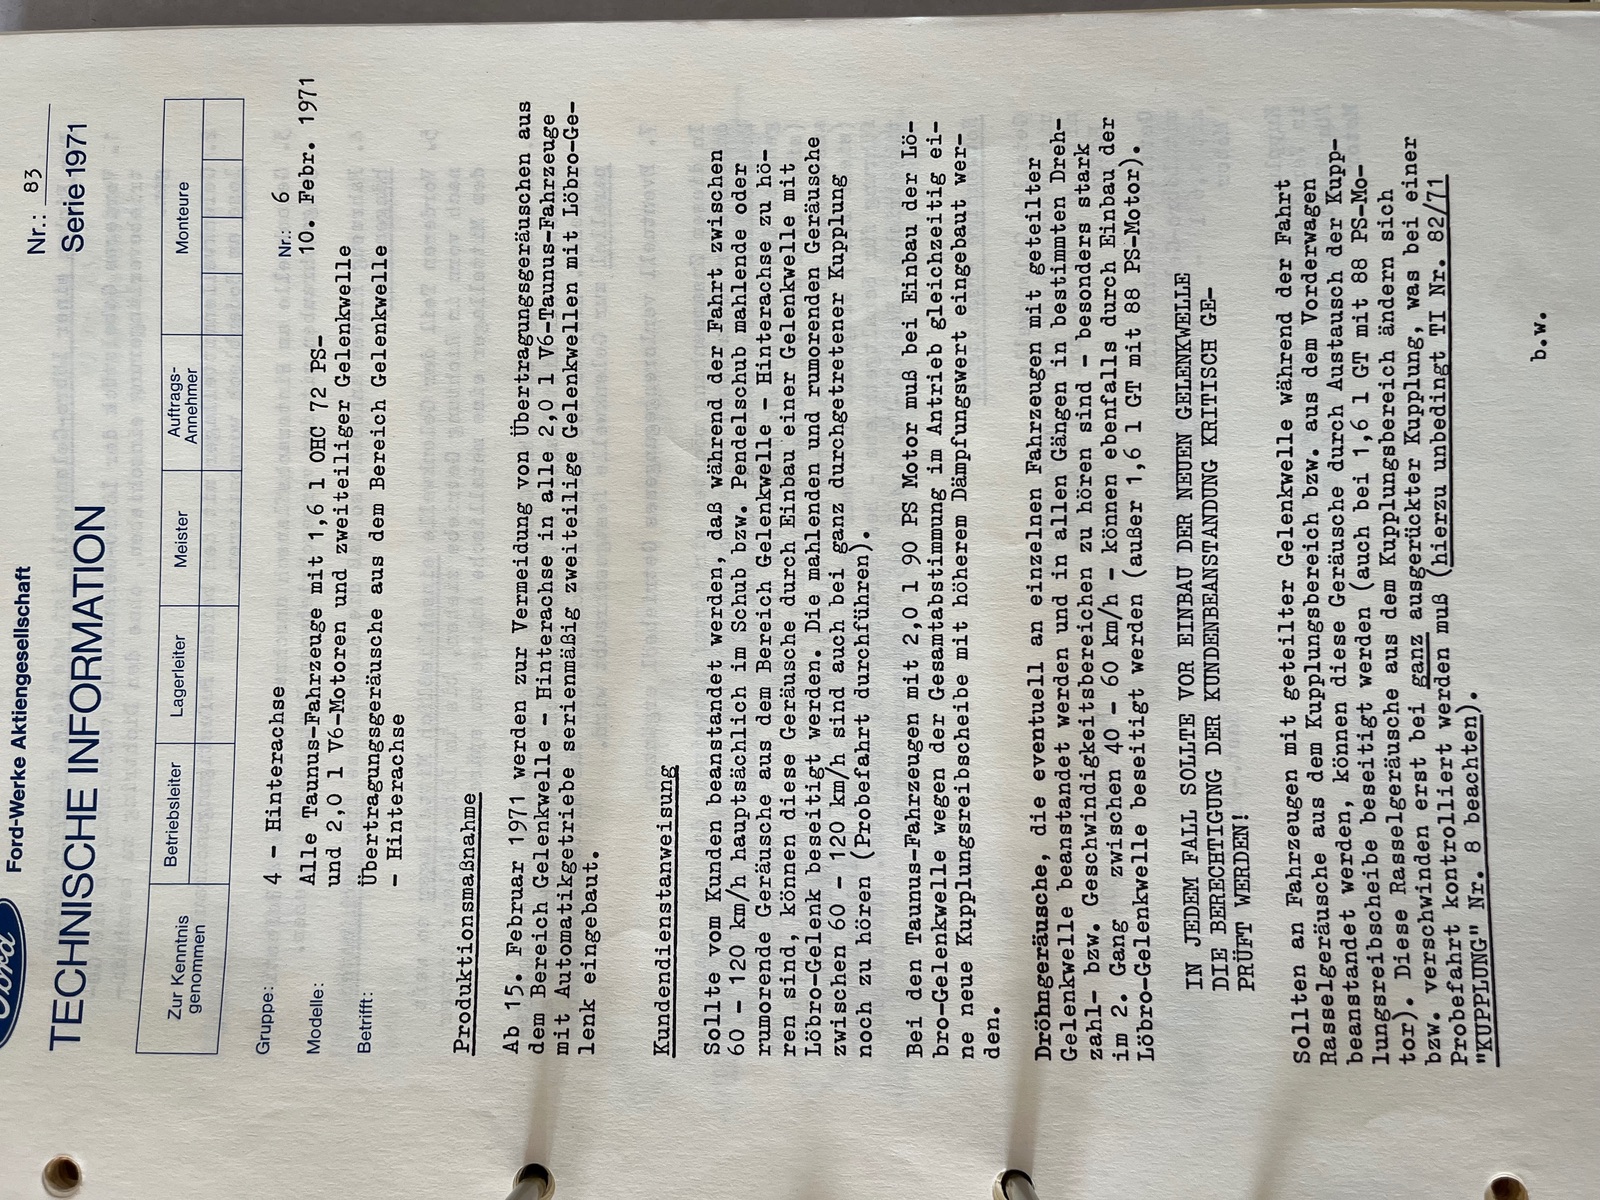 Ford
Ford-Werke Aktiengesellschaft
Nr.: 83
TECHNISCHE INFORMATION
Serie 1971
Zur Kenntnis genommen
Betriebsleiter
Lagerleiter
Meister
Auftrags-Annehmer
Monteure
Gruppe: 4 - Hinterachse Nr.: 6
Modelle: Alle Taunus-Fahrzeuge mit 1,6 l OHC 72 PS- 10. Febr. 1971
und 2,0 l V6-Motoren und zweiteiliger Gelenkwelle
Betrifft: Übertragungsgeräusche aus dem Bereich Gelenkwelle
- Hinterachse
Produktionsmaßnahme
Ab 15. Februar 1971 werden zur Vermeidung von Übertragungsgeräuschen aus
dem Bereich Gelenkwelle - Hinterachse in alle 2,0 l V6-Taunus-Fahrzeuge
mit Automatikgetriebe serienmäßig zweiteilige Gelenkwellen mit Löbro-Ge-
lenk eingebaut.
Kundendienstanweisung
Sollte vom Kunden beanstandet werden, daß während der Fahrt zwischen
60 - 120 km/h hauptsächlich im Schub bzw. Pendelschub mahlende oder
rumorende Geräusche aus dem Bereich Gelenkwelle - Hinterachse zu hö-
ren sind, können diese Geräusche durch Einbau einer Gelenkwelle mit
Löbro-Gelenk beseitigt werden. Die mahlenden und rumorenden Geräusche
zwischen 60 - 120 km/h sind auch bei ganz durchgetretener Kupplung
noch zu hören (Probefahrt durchführen).
Bei den Taunus-Fahrzeugen mit 2,0 l 90 PS Motor muß bei Einbau der Lö-
bro-Gelenkwelle wegen der Gesamtabstimmung im Antrieb gleichzeitig ei-
ne neue Kupplungsreibscheibe mit höherem Dämpfungswert eingebaut wer-
den.
Dröhngeräusche, die eventuell an einzelnen Fahrzeugen mit geteilter
Gelenkwelle beanstandet werden und in allen Gängen in bestimmten Dreh-
zahl- bzw. Geschwindigkeitsbereichen zu hören sind - besonders stark
im 2. Gang zwischen 40 - 60 km/h - können ebenfalls durch Einbau der
Löbro-Gelenkwelle beseitigt werden (außer 1,6 l GT mit 88 PS-Motor).
IN JEDEM FALL SOLLTE VOR EINBAU DER NEUEN GELENKWELLE
DIE BERECHTIGUNG DER KUNDENBEANSTANDUNG KRITISCH GE-
PRÜFT WERDEN!
Sollten an Fahrzeugen mit geteilter Gelenkwelle während der Fahrt
Rasselgeräusche aus dem Kupplungsbereich bzw. aus dem Vorderwagen
beanstandet werden, können diese Geräusche durch Austausch der Kupp-
lungsreibscheibe beseitigt werden (auch bei 1,6 l GT mit 88 PS-Mo-
tor). Diese Rasselgeräusche aus dem Kupplungsbereich ändern sich
bzw. verschwinden erst bei ganz ausgerückter Kupplung, was bei einer
Probefahrt kontrolliert werden muß (hierzu unbedingt TI Nr. 82/71
"KUPPLUNG" Nr. 8 beachten).
b.w.